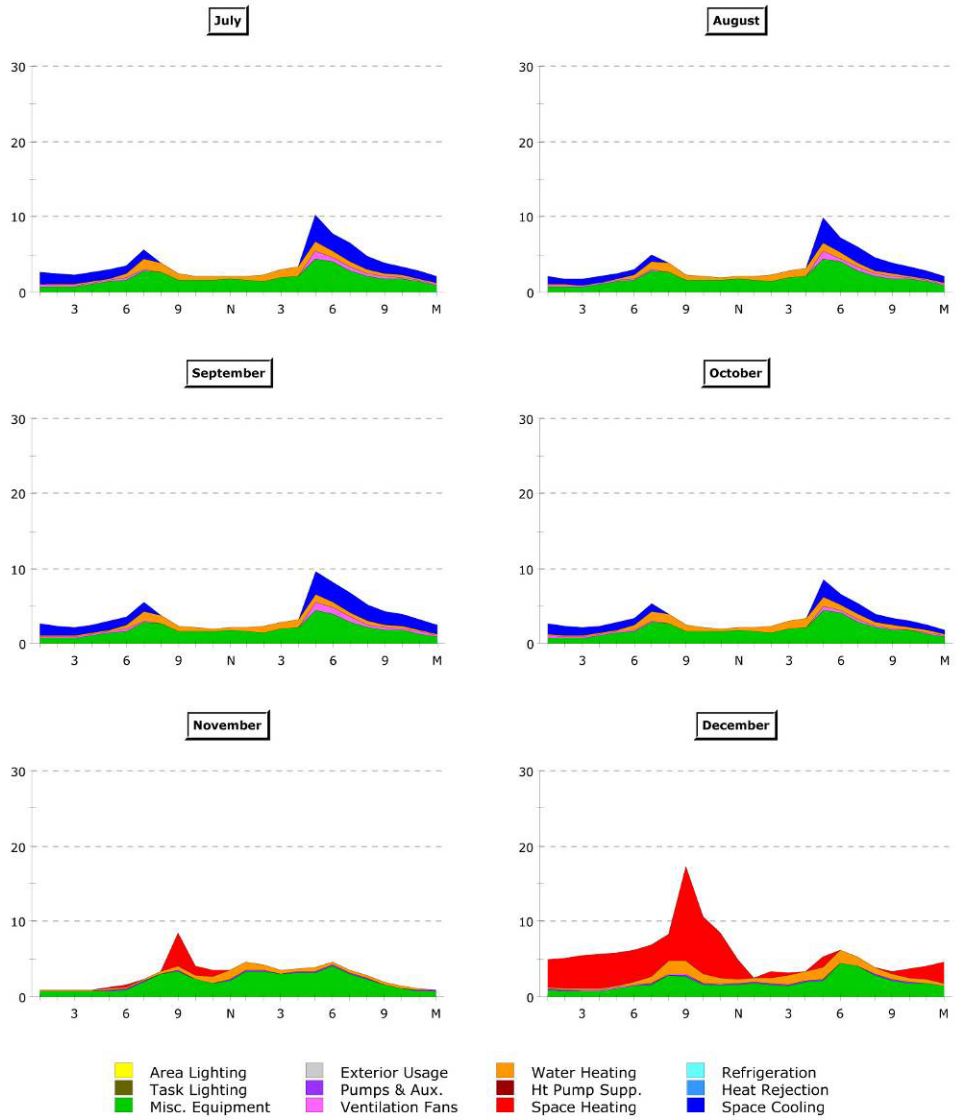 July
August
30
20
10
0
3 6 9 N 3 6 9 M
30
20
10
0
3 6 9 N 3 6 9 M
September
October
30
20
10
0
3 6 9 N 3 6 9 M
30
20
10
0
3 6 9 N 3 6 9 M
November
December
30
20
10
0
3 6 9 N 3 6 9 M
30
20
10
0
3 6 9 N 3 6 9 M
Area Lighting
Task Lighting
Misc. Equipment
Exterior Usage
Pumps & Aux.
Ventilation Fans
Water Heating
Ht Pump Supp.
Space Heating
Refrigeration
Heat Rejection
Space Cooling